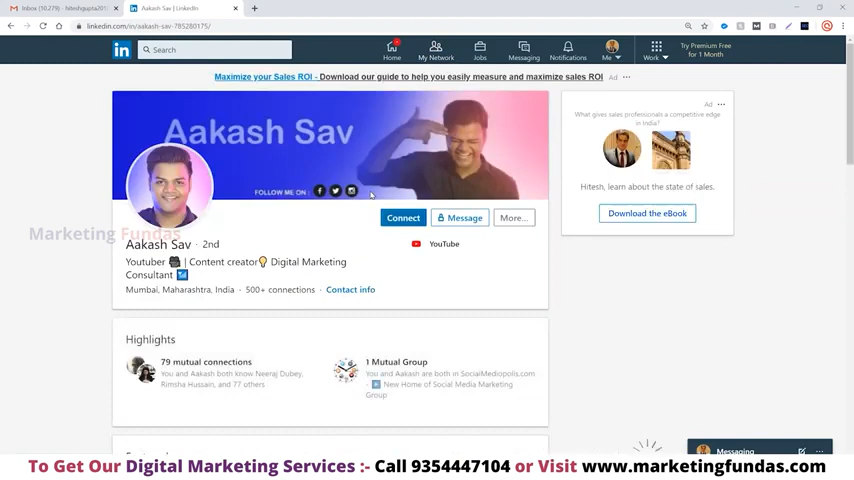 Inbox (10,279) - hiteshgupta201
Aakash Sav | LinkedIn
linkedin.com/in/aakash-sav-785280175/
in
Search
Home
My Network
Jobs
Messaging
Notifications
Me
Work
Try Premium Free
for 1 Month
Maximize your Sales ROI - Download our guide to help you easily measure and maximize sales ROI
Ad ...
Aakash Sav
FOLLOW ME ON :
Connect
Message
More...
Marketing Fundas
Aakash Sav · 2nd
YouTube
Youtuber | Content creator Digital Marketing
Consultant
Mumbai, Maharashtra, India · 500+ connections · Contact info
Ad ...
What gives sales professionals a competitive edge
in India?
Hitesh, learn about the state of sales.
Download the eBook
Highlights
79 mutual connections
You and Aakash both know Neeraj Dubey,
Rimsha Hussain, and 77 others
1 Mutual Group
You and Aakash are both in SocialMediopolis.com
- New Home of Social Media Marketing
Group
Messaging
To Get Our Digital Marketing Services :- Call 9354447104 or Visit www.marketingfundas.com